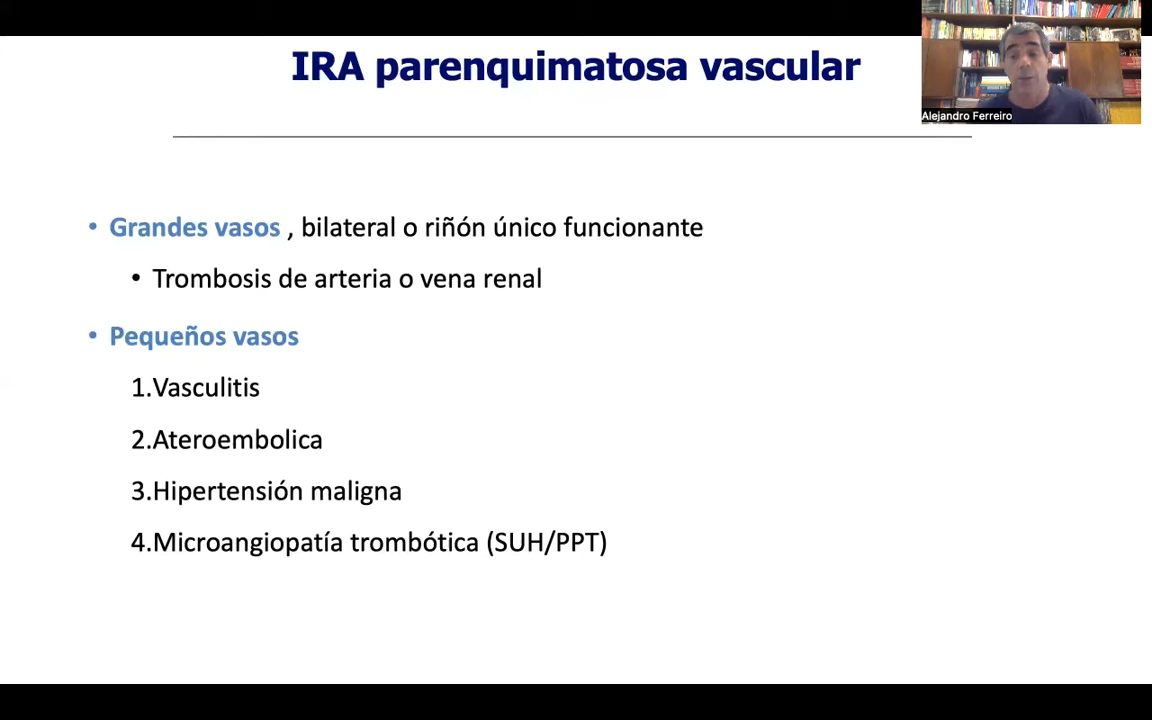 IRA parenquimatosa vascular
Alejandro Ferreiro
• Grandes vasos , bilateral o riñón único funcionante
• Trombosis de arteria o vena renal
• Pequeños vasos
1.Vasculitis
2.Ateroembolica
3.Hipertensión maligna
4.Microangiopatía trombótica (SUH/PPT)